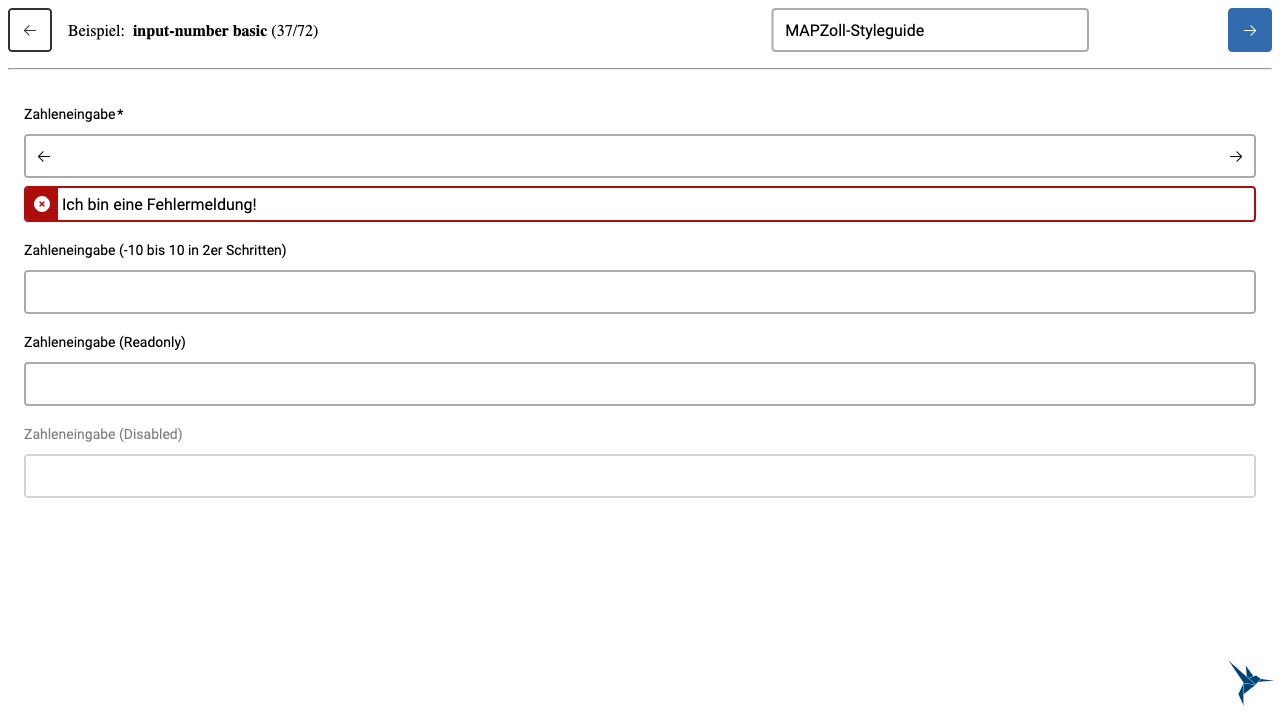 Beispiel: input-number basic (37/72)
MAPZoll-Styleguide
Zahleneingabe*
Ich bin eine Fehlermeldung!
Zahleneingabe (-10 bis 10 in 2er Schritten)
Zahleneingabe (Readonly)
Zahleneingabe (Disabled)